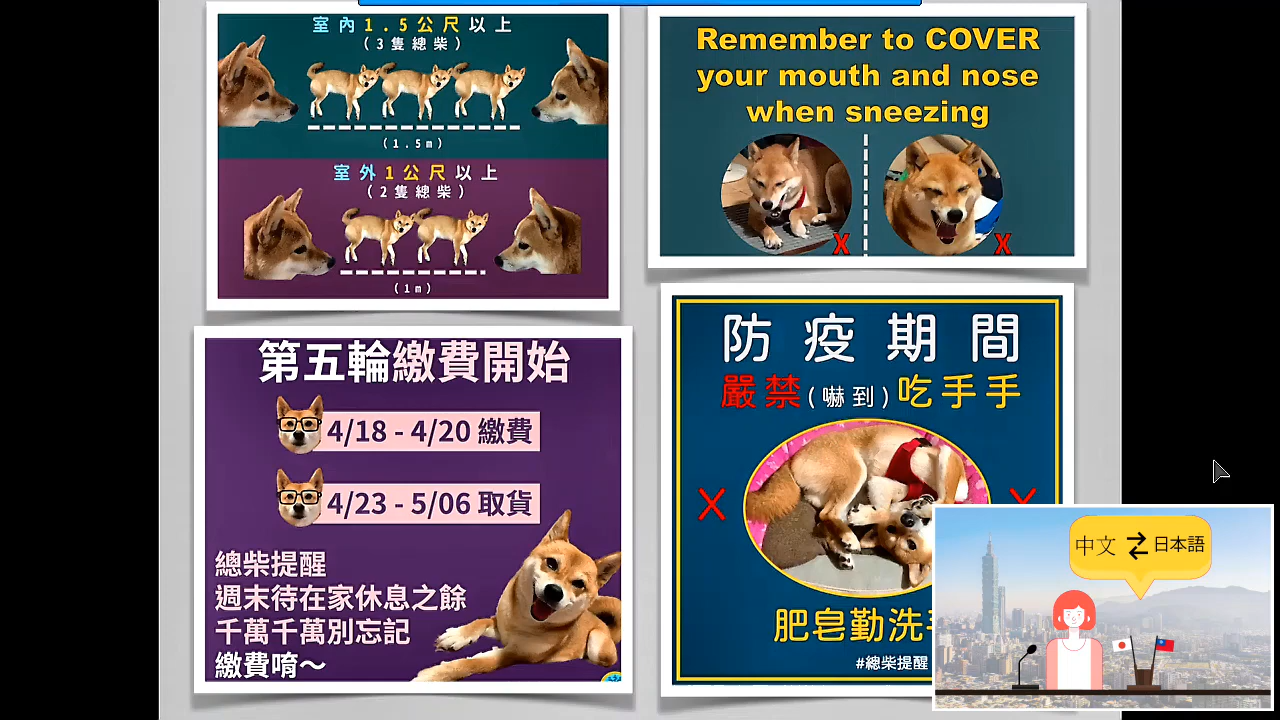 室內1.5公尺以上
(3隻總柴)
(1.5m)
室外1公尺以上
(2隻總柴)
(1m)
Remember to COVER
your mouth and nose
when sneezing
X
X
第五輪繳費開始
4/18 - 4/20 繳費
4/23 - 5/06 取貨
總柴提醒
週末待在家休息之餘
千萬千萬別忘記
繳費唷～
防疫期間
嚴禁(嚇到)吃手手
X
X
肥皂勤洗
#總柴提醒
中文 ⇄ 日本語